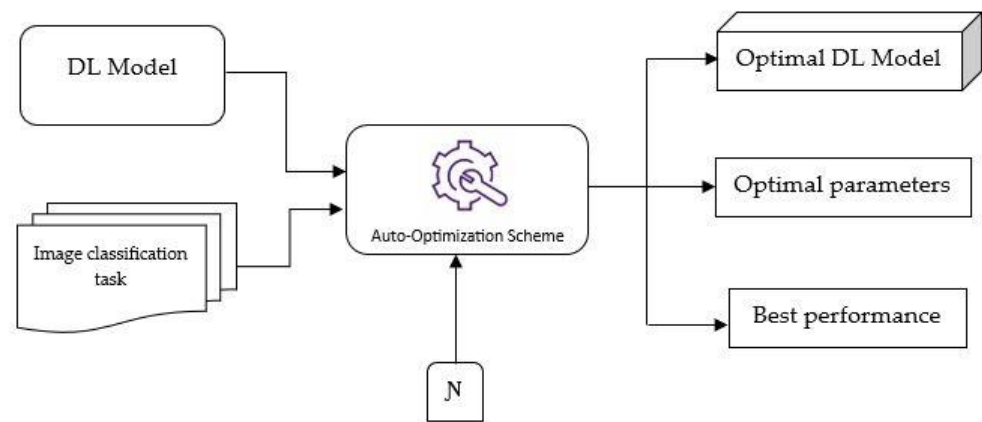 DL Model
Optimal DL Model
Optimal parameters
Auto-Optimization Scheme
Image classification
task
Best performance
N